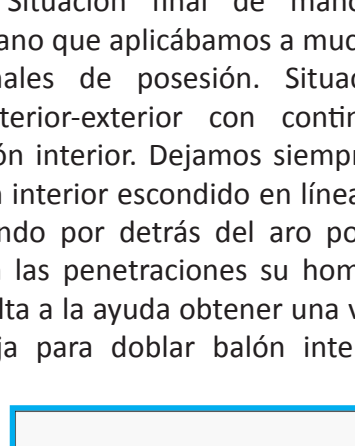 Situación final de mano
ano que aplicábamos a muc
nales de posesión. Situac
terior-exterior con contin
ón interior. Dejamos siempr
n interior escondido en línea
ndo por detrás del aro po
n las penetraciones su hom
lta a la ayuda obtener una v
ja para doblar balón inte